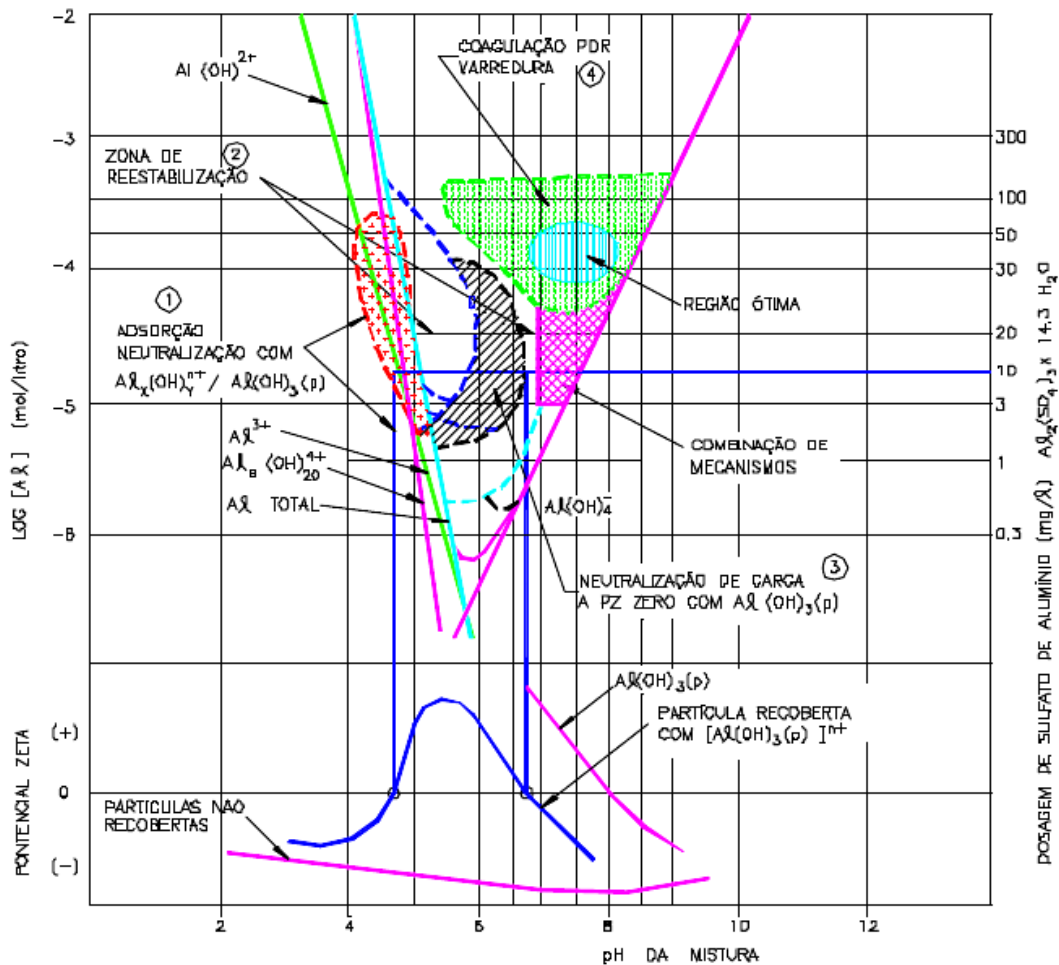 -2
-3
-4
-5
-6
LOG [Aℓ] (mol/litro)
Al (OH)²⁺
COAGULAÇÃO POR
VARREDURA
4
ZONA DE
REESTABILIZAÇÃO
2
1
ADSORÇÃO
NEUTRALIZAÇÃO COM
Aℓₓ(OH)ᵧⁿ⁺ / Aℓ(OH)₃(p)
Aℓ³⁺
Aℓ₈ (OH)₂₀⁴⁺
Aℓ TOTAL
REGIÃO ÓTIMA
COMBINAÇÃO DE
MECANISMOS
Aℓ(OH)₄⁻
NEUTRALIZAÇÃO DE CARGA
A PZ ZERO COM Aℓ (OH)₃(p)
3
300
100
50
30
20
10
3
1
0.3
DOSAGEM DE SULFATO DE ALUMÍNIO (mg/ℓ) Aℓ₂(SO₄)₃ x 14.3 H₂O
Aℓ(OH)₃(p)
PARTÍCULA RECOBERTA
COM [Aℓ(OH)₃(p) ]ⁿ⁺
PARTICULAS NÃO
RECOBERTAS
PONTENCIAL ZETA
(+)
0
(-)
2
4
6
8
10
12
pH DA MISTURA